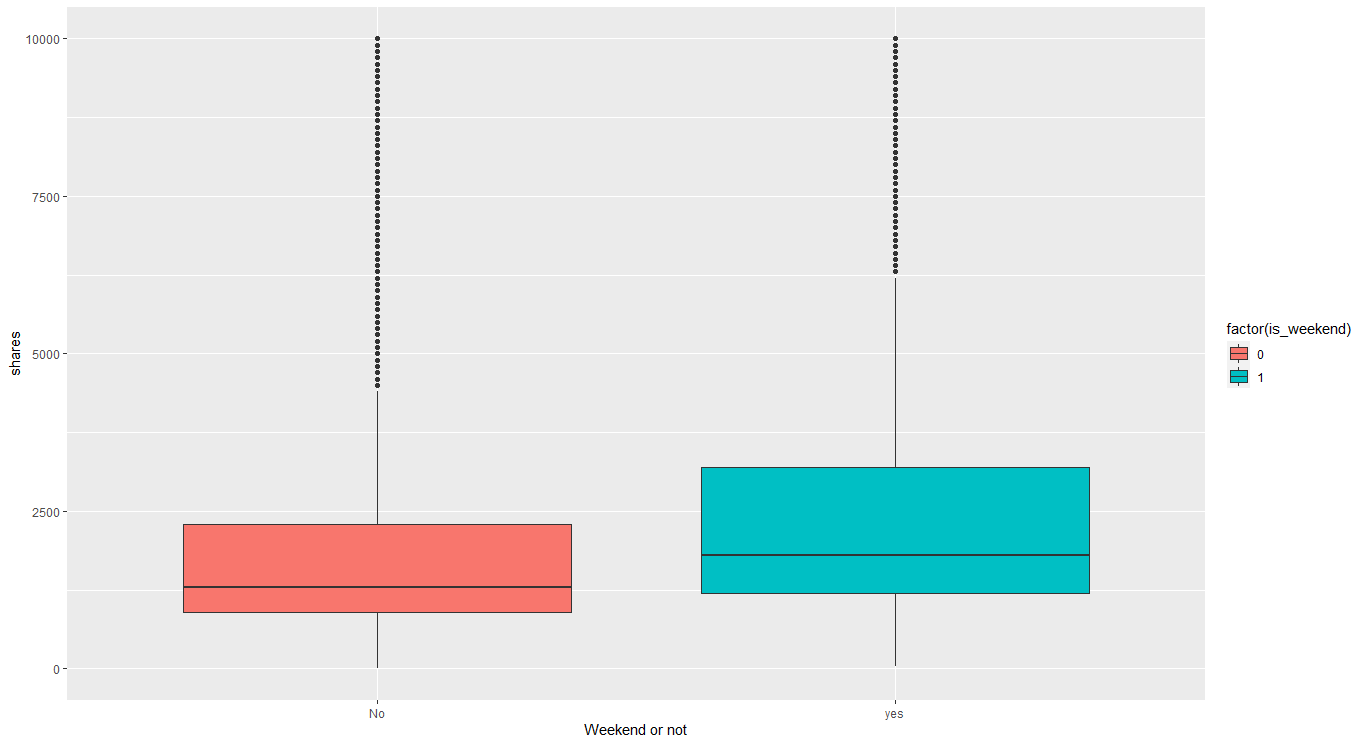 10000
7500
5000
2500
0
shares
No
yes
Weekend or not
factor(is_weekend)
0
1